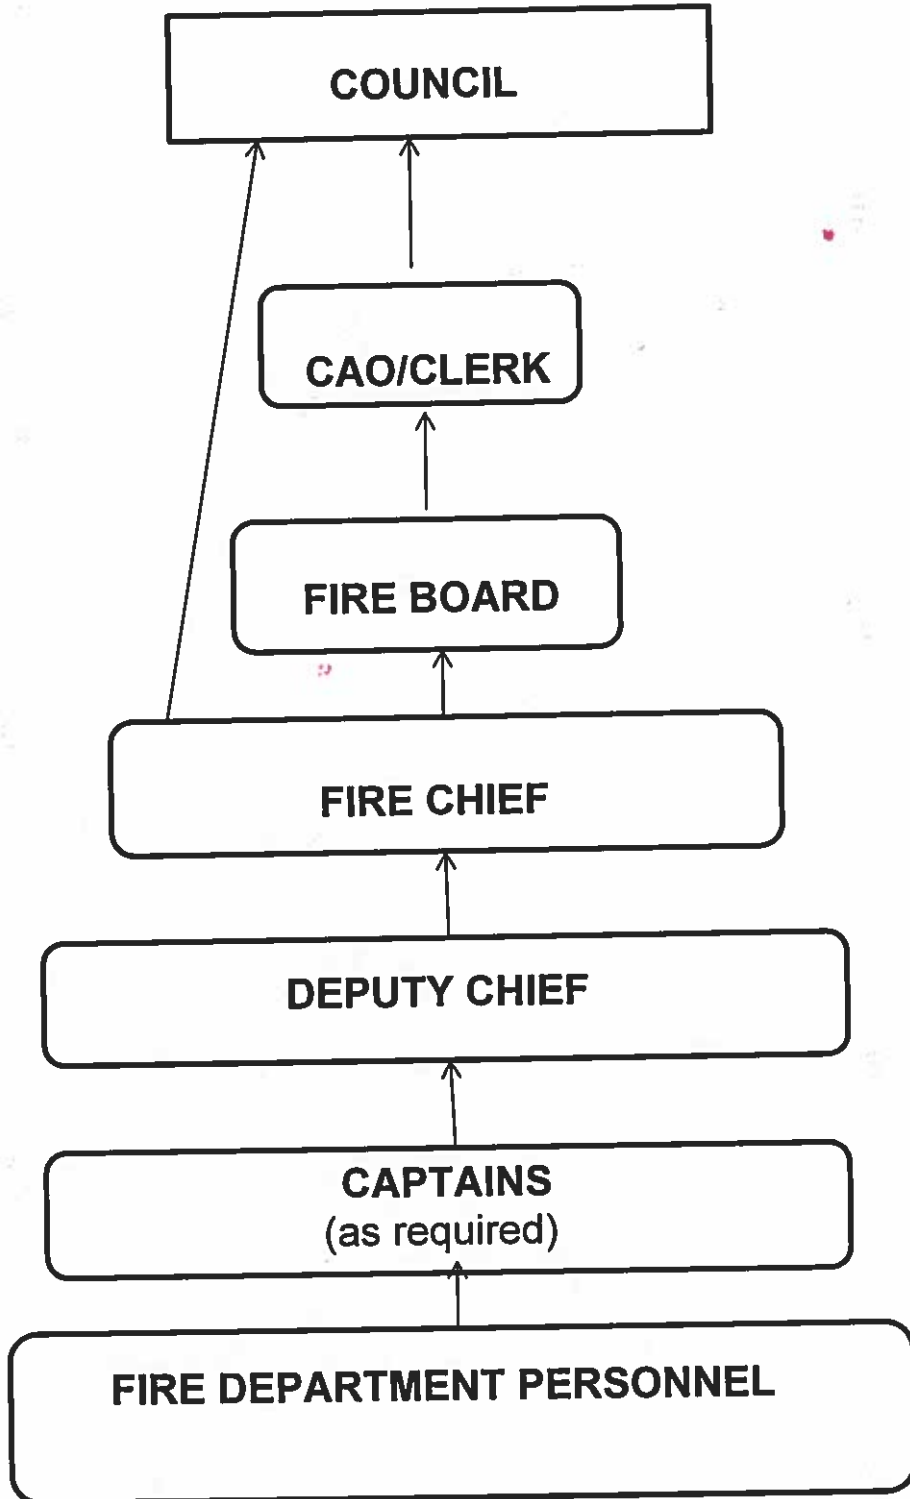 COUNCIL
CAO/CLERK
FIRE BOARD
FIRE CHIEF
DEPUTY CHIEF
CAPTAINS
(as required)
FIRE DEPARTMENT PERSONNEL